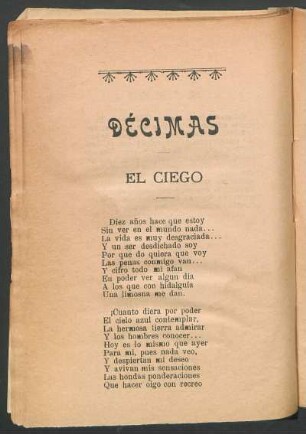 DÉCIMAS
EL CIEGO
Diez años hace que estoy
Sin ver en el mundo nada...
La vida es muy desgraciada...
Y un ser desdichado soy
Por que do quiera que voy
Las penas conmigo van...
Y cifro todo mi afan
En poder ver algun dia
A los que con hidalguia
Una limosna me dan.
¡Cuanto diera por poder
El cielo azul contemplar,
La hermosa tierra admirar
Y los hombres conocer...
Hoy es lo mismo que ayer
Para mi, pues nada veo,
Y despiertan mi deseo
Y avivan mis sensaciones
Las hondas ponderaciones
Que hacer oigo con recreo